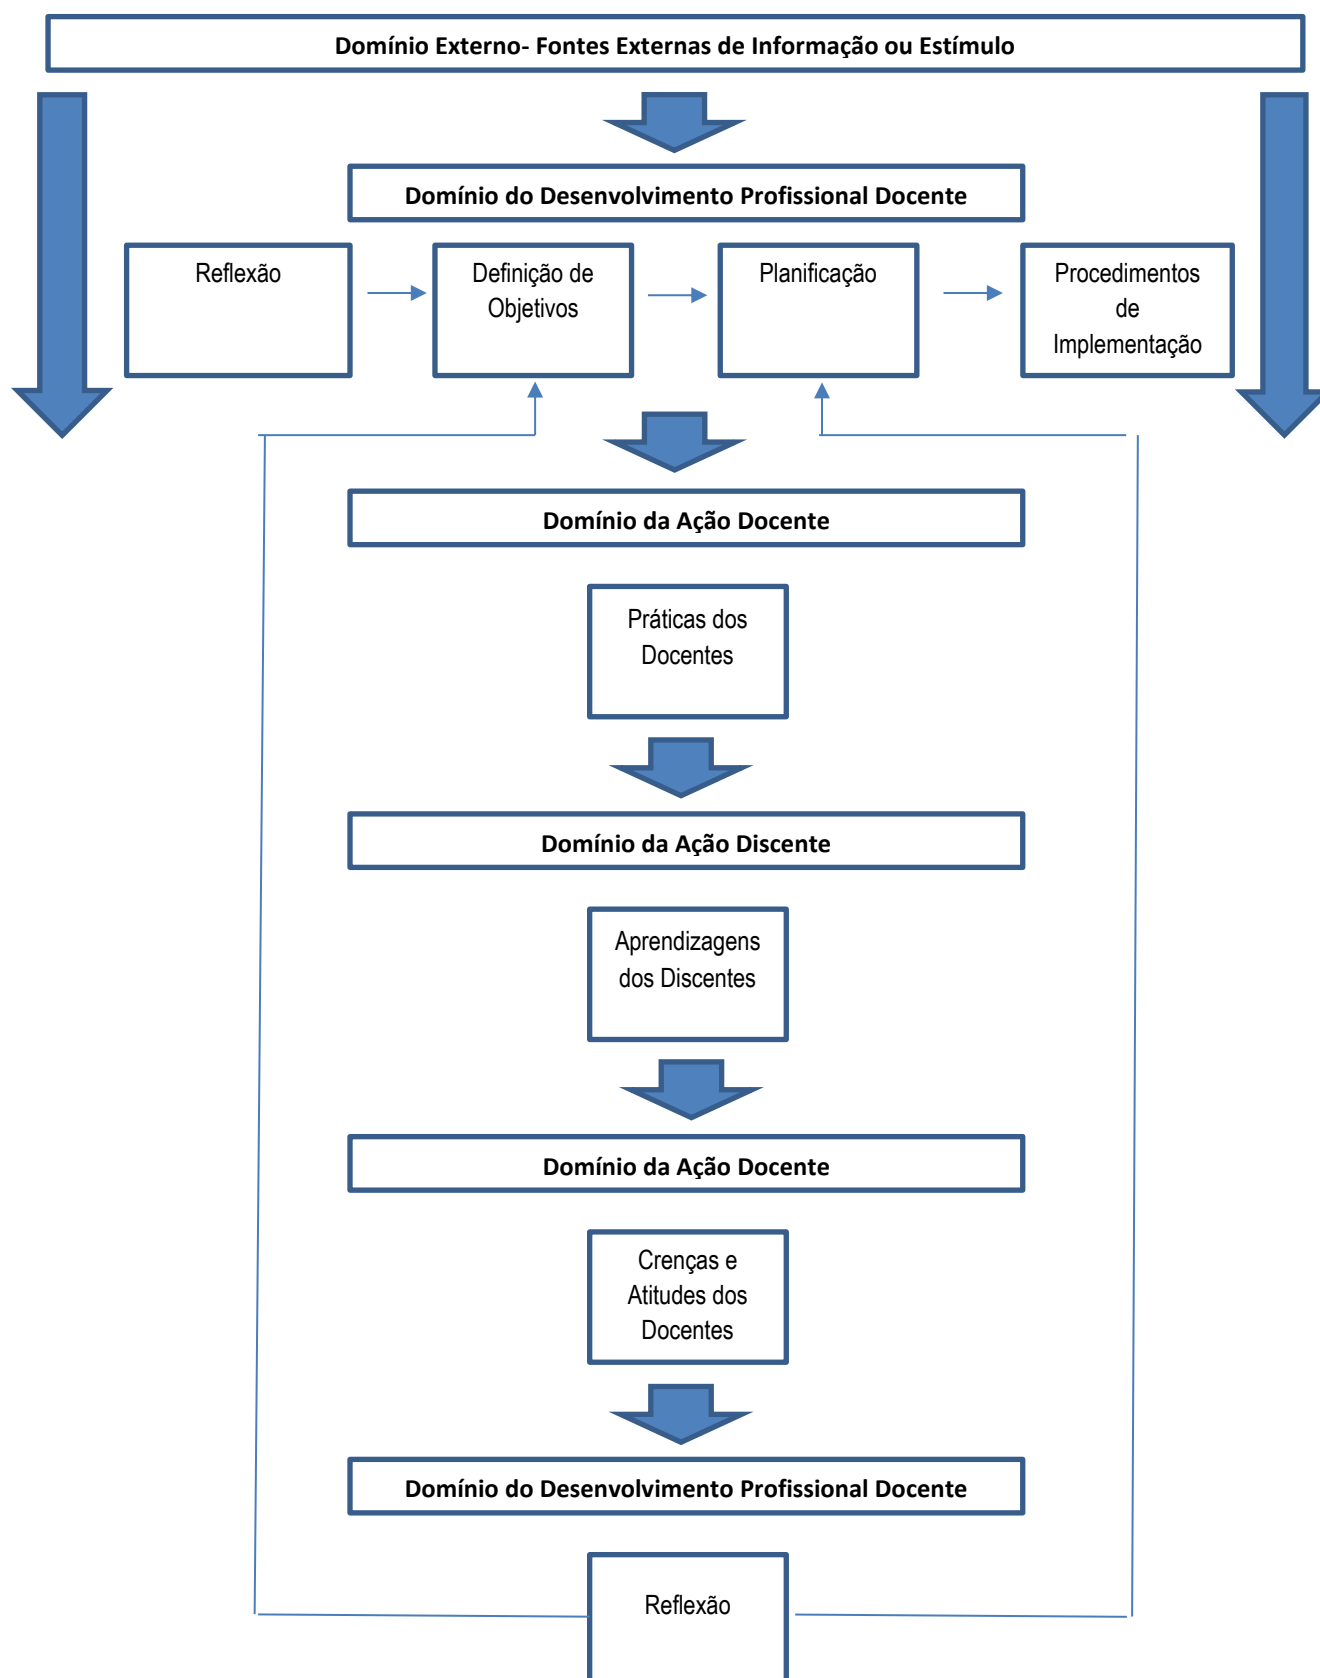 Domínio Externo- Fontes Externas de Informação ou Estímulo
Domínio do Desenvolvimento Profissional Docente
Reflexão
Definição de
Objetivos
Planificação
Procedimentos
de
Implementação
Domínio da Ação Docente
Práticas dos
Docentes
Domínio da Ação Discente
Aprendizagens
dos Discentes
Domínio da Ação Docente
Crenças e
Atitudes dos
Docentes
Domínio do Desenvolvimento Profissional Docente
Reflexão